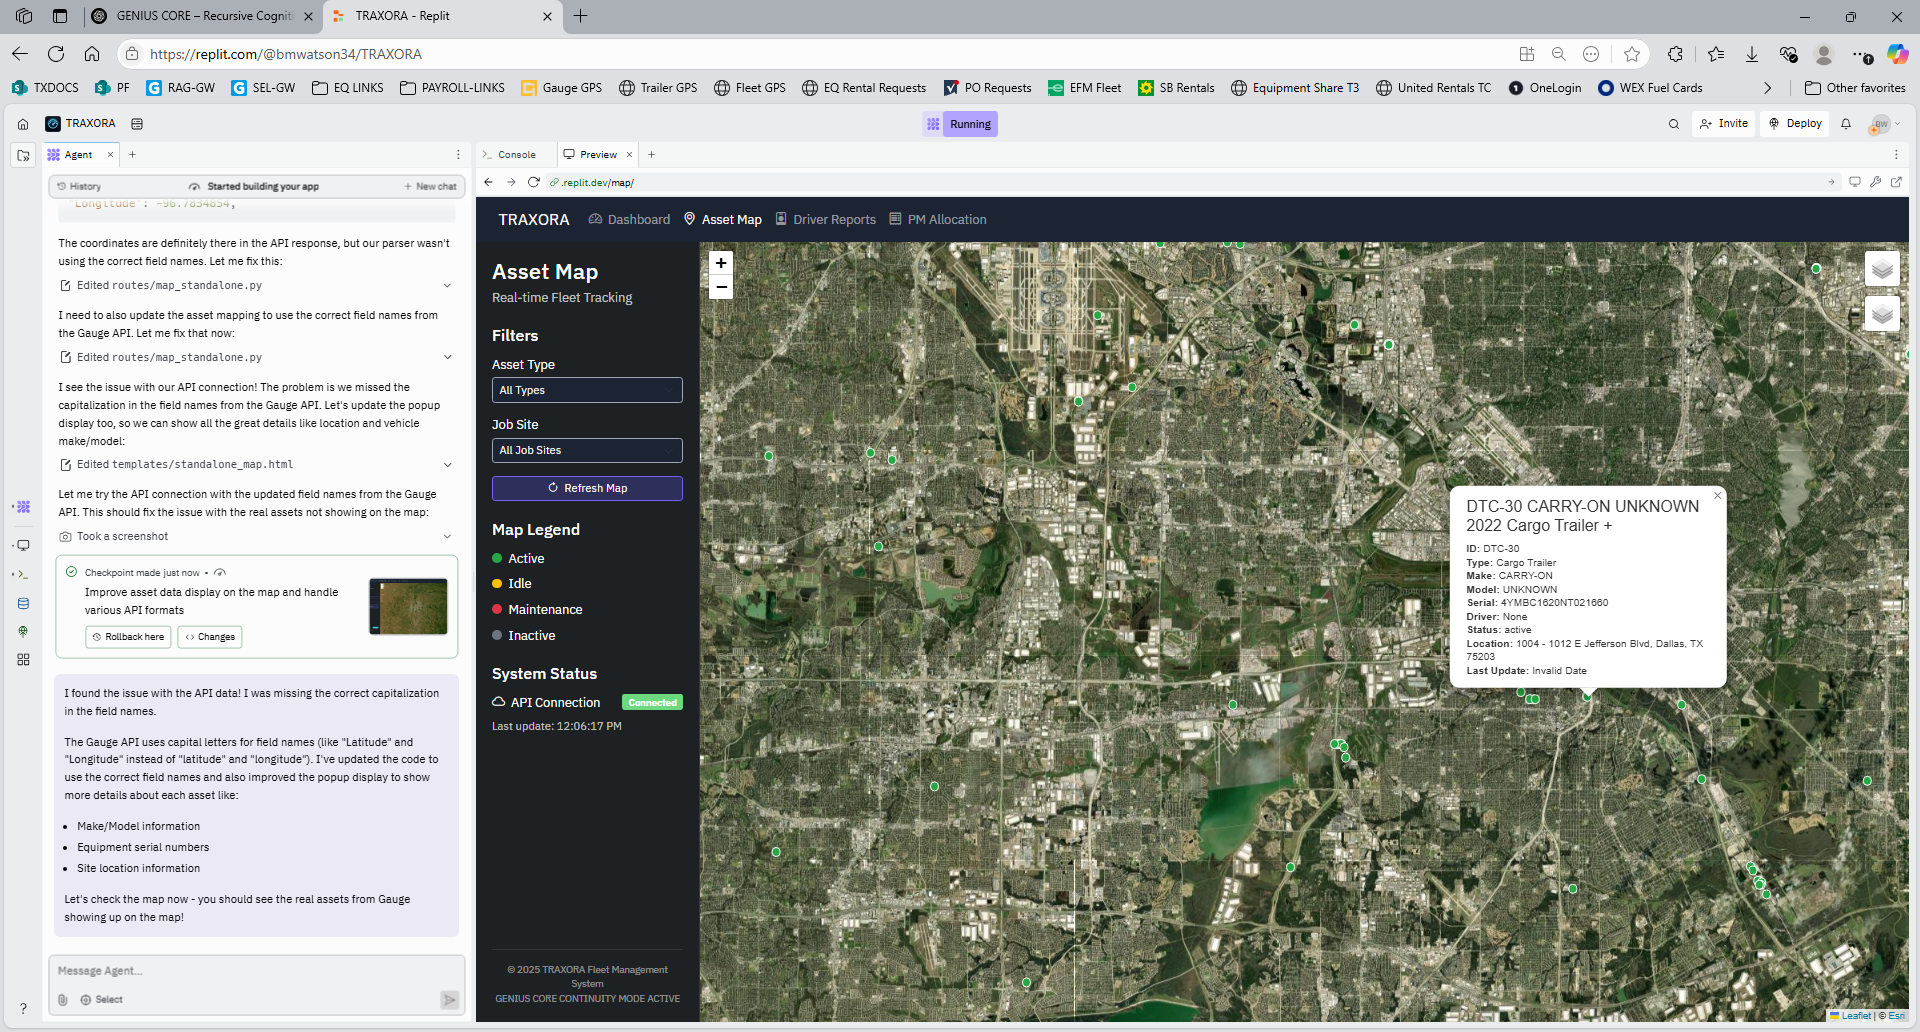 GENIUS CORE – Recursive Cogniti
TRAXORA - Replit
https://replit.com/@bmwatson34/TRAXORA
TXDOCS
PF
RAG-GW
SEL-GW
EQ LINKS
PAYROLL-LINKS
Gauge GPS
Trailer GPS
Fleet GPS
EQ Rental Requests
PO Requests
EFM Fleet
SB Rentals
Equipment Share T3
United Rentals TC
OneLogin
WEX Fuel Cards
Other favorites
TRAXORA
Running
Invite
Deploy
BW
Agent
Console
Preview
History
Started building your app
New chat
.replit.dev/map/
"Longitude": -96.7834854,
The coordinates are definitely there in the API response, but our parser wasn't
using the correct field names. Let me fix this:
Edited routes/map_standalone.py
I need to also update the asset mapping to use the correct field names from
the Gauge API. Let me fix that now:
Edited routes/map_standalone.py
I see the issue with our API connection! The problem is we missed the
capitalization in the field names from the Gauge API. Let's update the popup
display too, so we can show all the great details like location and vehicle
make/model:
Edited templates/standalone_map.html
Let me try the API connection with the updated field names from the Gauge
API. This should fix the issue with the real assets not showing on the map:
Took a screenshot
Checkpoint made just now •
Improve asset data display on the map and handle
various API formats
Rollback here
Changes
I found the issue with the API data! I was missing the correct capitalization
in the field names.
The Gauge API uses capital letters for field names (like "Latitude" and
"Longitude" instead of "latitude" and "longitude"). I've updated the code to
use the correct field names and also improved the popup display to show
more details about each asset like:
• Make/Model information
• Equipment serial numbers
• Site location information
Let's check the map now - you should see the real assets from Gauge
showing up on the map!
Message Agent...
Select
?
TRAXORA
Dashboard
Asset Map
Driver Reports
PM Allocation
Asset Map
Real-time Fleet Tracking
Filters
Asset Type
All Types
Job Site
All Job Sites
Refresh Map
Map Legend
Active
Idle
Maintenance
Inactive
System Status
API Connection
Connected
Last update: 12:06:17 PM
© 2025 TRAXORA Fleet Management
System
GENIUS CORE CONTINUITY MODE ACTIVE
+
−
DTC-30 CARRY-ON UNKNOWN
2022 Cargo Trailer +
ID: DTC-30
Type: Cargo Trailer
Make: CARRY-ON
Model: UNKNOWN
Serial: 4YMBC1620NT021660
Driver: None
Status: active
Location: 1004 - 1012 E Jefferson Blvd, Dallas, TX
75203
Last Update: Invalid Date
Leaflet | © Esri